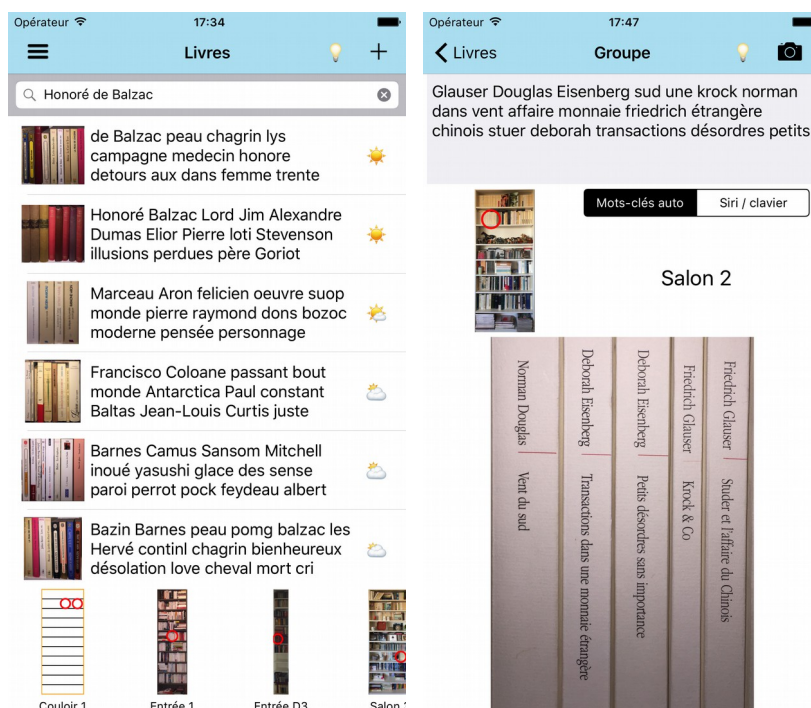 Opérateur 17:34
Livres
Honoré de Balzac
de Balzac peau chagrin lys
campagne medecin honore
detours aux dans femme trente
Honoré Balzac Lord Jim Alexandre
Dumas Elior Pierre loti Stevenson
illusions perdues père Goriot
Marceau Aron felicien oeuvre suop
monde pierre raymond dons bozoc
moderne pensée personnage
Francisco Coloane passant bout
monde Antarctica Paul constant
Baltas Jean-Louis Curtis juste
Barnes Camus Sansom Mitchell
inoué yasushi glace des sense
paroi perrot pock feydeau albert
Bazin Barnes peau pomg balzac les
Hervé continl chagrin bienheureux
désolation love cheval mort cri
Couloir 1 Entrée 1 Entrée D3 Salon
Opérateur 17:47
Livres Groupe
Glauser Douglas Eisenberg sud une krock norman
dans vent affaire monnaie friedrich étrangère
chinois stuer deborah transactions désordres petits
Mots-clés auto Siri / clavier
Salon 2
Norman Douglas Vent du sud
Deborah Eisenberg Transactions dans une monnaie étrangère
Deborah Eisenberg Petits désordres sans importance
Friedrich Glauser Krock & Co
Friedrich Glauser Studer et l'affaire du Chinois